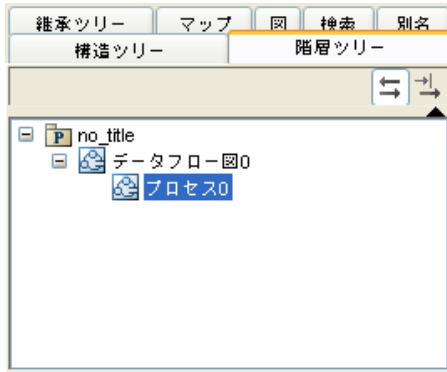 継承ツリー マップ 図 検索 別名
構造ツリー 階層ツリー
no_title
データフロー図0
プロセス0